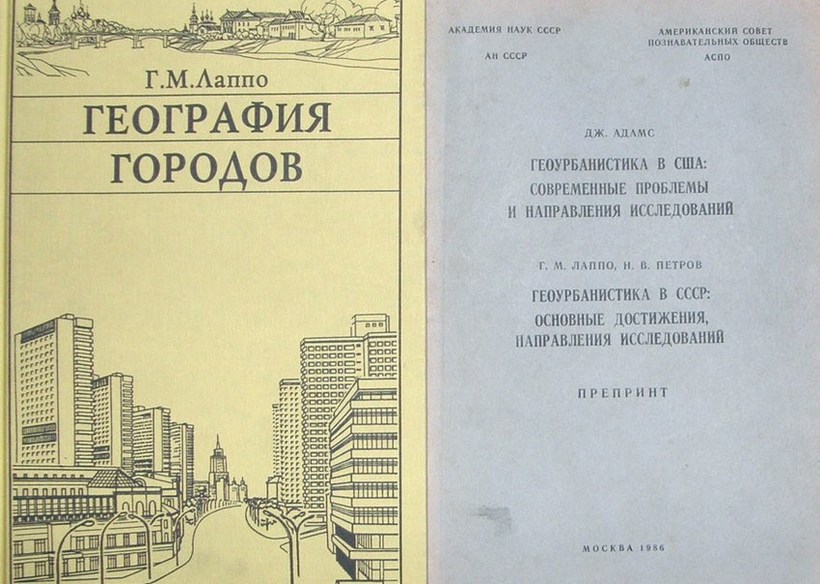 Г.М.Лаппо
ГЕОГРАФИЯ
ГОРОДОВ
АКАДЕМИЯ НАУК СССР
АН СССР
АМЕРИКАНСКИЙ СОВЕТ
ПОЗНАВАТЕЛЬНЫХ ОБЩЕСТВ
АСПО
ДЖ. АДАМС
ГЕОУРБАНИСТИКА В США:
СОВРЕМЕННЫЕ ПРОБЛЕМЫ
И НАПРАВЛЕНИЯ ИССЛЕДОВАНИЙ
Г. М. ЛАППО, Н. В. ПЕТРОВ
ГЕОУРБАНИСТИКА В СССР:
ОСНОВНЫЕ ДОСТИЖЕНИЯ,
НАПРАВЛЕНИЯ ИССЛЕДОВАНИЙ
ПРЕПРИНТ
МОСКВА 1986